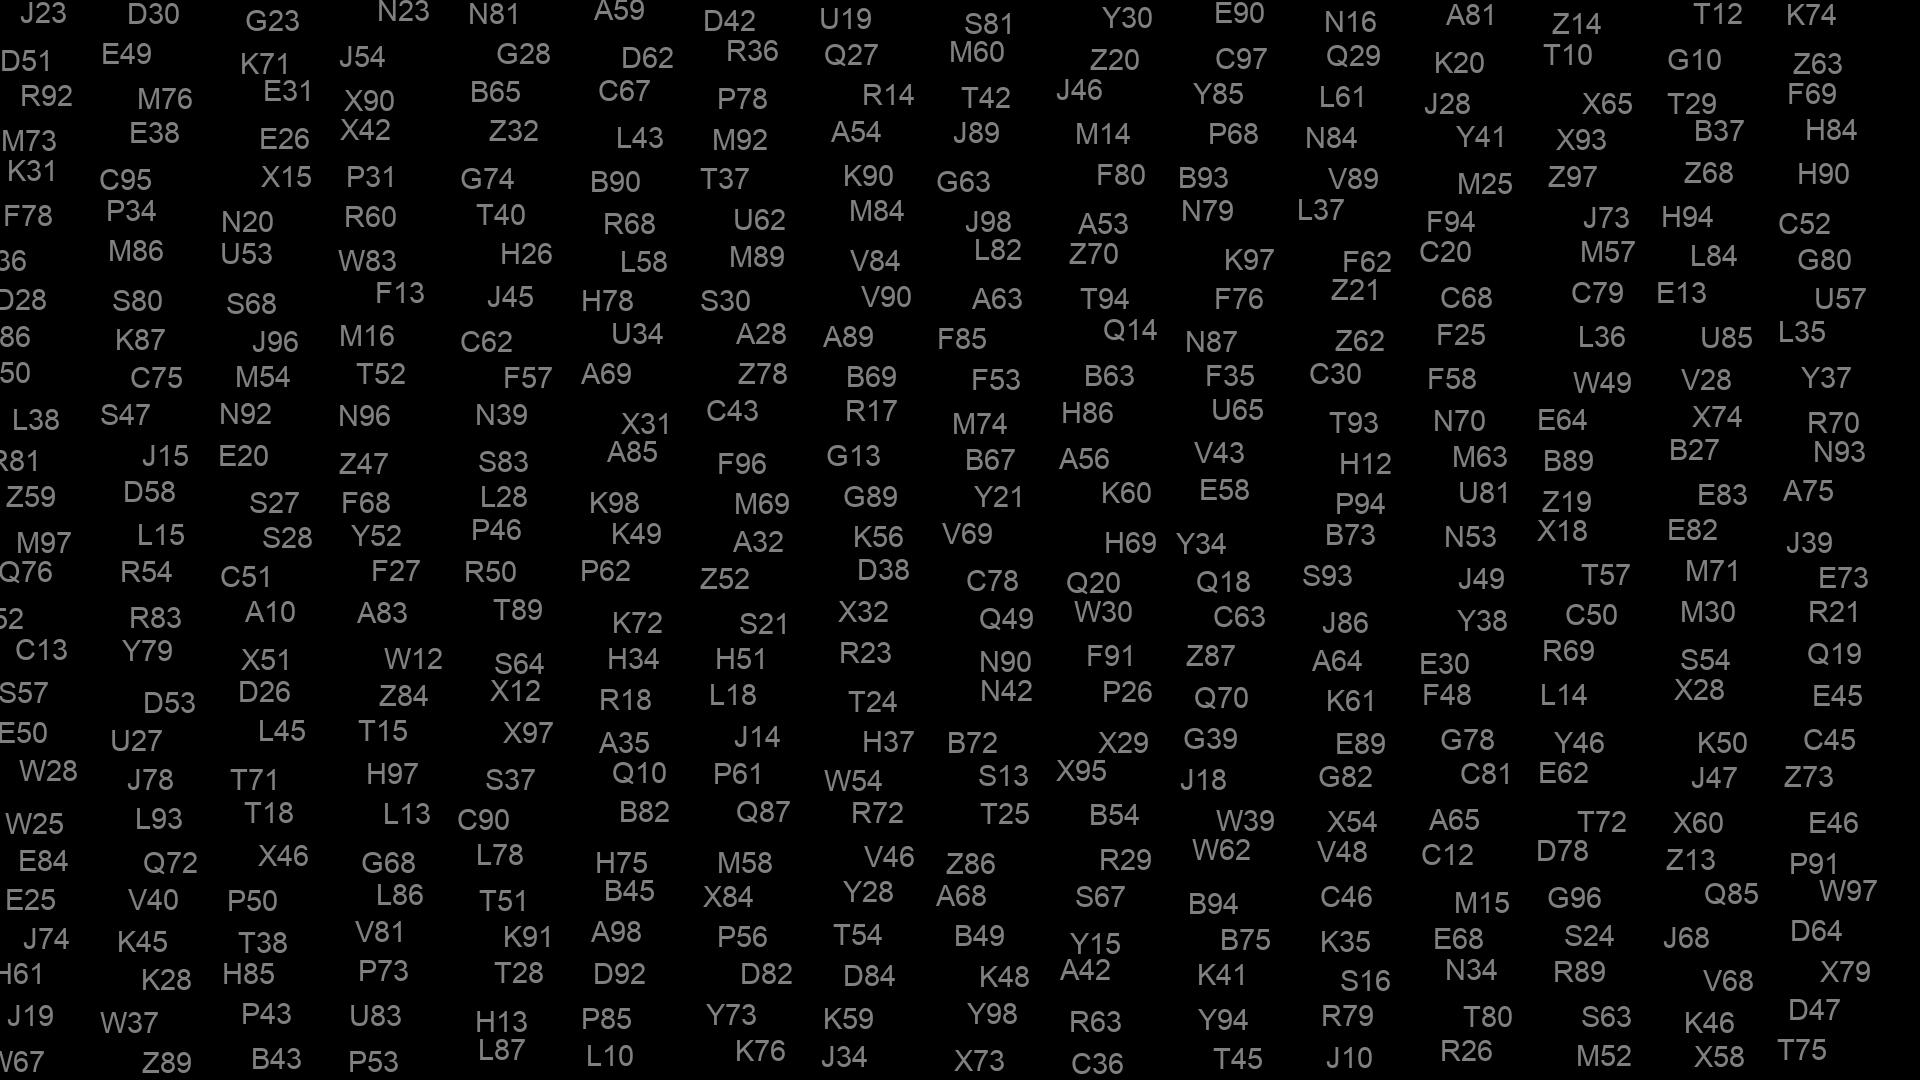 J23 D30 G23 N23 N81 A59 D42 U19 S81 Y30 E90 N16 A81 Z14 T12 K74
D51 E49 K71 J54 G28 D62 R36 Q27 M60 Z20 C97 Q29 K20 T10 G10 Z63
R92 M76 E31 X90 B65 C67 P78 R14 T42 J46 Y85 L61 J28 X65 T29 F69
M73 E38 E26 X42 Z32 L43 M92 A54 J89 M14 P68 N84 Y41 X93 B37 H84
K31 C95 X15 P31 G74 B90 T37 K90 G63 F80 B93 V89 M25 Z97 Z68 H90
F78 P34 N20 R60 T40 R68 U62 M84 J98 A53 N79 L37 F94 J73 H94 C52
36 M86 U53 W83 H26 L58 M89 V84 L82 Z70 K97 F62 C20 M57 L84 G80
D28 S80 S68 F13 J45 H78 S30 V90 A63 T94 F76 Z21 C68 C79 E13 U57
86 K87 J96 M16 C62 U34 A28 A89 F85 Q14 N87 Z62 F25 L36 U85 L35
50 C75 M54 T52 F57 A69 Z78 B69 F53 B63 F35 C30 F58 W49 V28 Y37
L38 S47 N92 N96 N39 X31 C43 R17 M74 H86 U65 T93 N70 E64 X74 R70
R81 J15 E20 Z47 S83 A85 F96 G13 B67 A56 V43 H12 M63 B89 B27 N93
Z59 D58 S27 F68 L28 K98 M69 G89 Y21 K60 E58 P94 U81 Z19 E83 A75
M97 L15 S28 Y52 P46 K49 A32 K56 V69 H69 Y34 B73 N53 X18 E82 J39
Q76 R54 C51 F27 R50 P62 Z52 D38 C78 Q20 Q18 S93 J49 T57 M71 E73
52 R83 A10 A83 T89 K72 S21 X32 Q49 W30 C63 J86 Y38 C50 M30 R21
C13 Y79 X51 W12 S64 H34 H51 R23 N90 F91 Z87 A64 E30 R69 S54 Q19
S57 D53 D26 Z84 X12 R18 L18 T24 N42 P26 Q70 K61 F48 L14 X28 E45
E50 U27 L45 T15 X97 A35 J14 H37 B72 X29 G39 E89 G78 Y46 K50 C45
W28 J78 T71 H97 S37 Q10 P61 W54 S13 X95 J18 G82 C81 E62 J47 Z73
W25 L93 T18 L13 C90 B82 Q87 R72 T25 B54 W39 X54 A65 T72 X60 E46
E84 Q72 X46 G68 L78 H75 M58 V46 Z86 R29 W62 V48 C12 D78 Z13 P91
E25 V40 P50 L86 T51 B45 X84 Y28 A68 S67 B94 C46 M15 G96 Q85 W97
J74 K45 T38 V81 K91 A98 P56 T54 B49 Y15 B75 K35 E68 S24 J68 D64
H61 K28 H85 P73 T28 D92 D82 D84 K48 A42 K41 S16 N34 R89 V68 X79
J19 W37 P43 U83 H13 P85 Y73 K59 Y98 R63 Y94 R79 T80 S63 K46 D47
W67 Z89 B43 P53 L87 L10 K76 J34 X73 C36 T45 J10 R26 M52 X58 T75